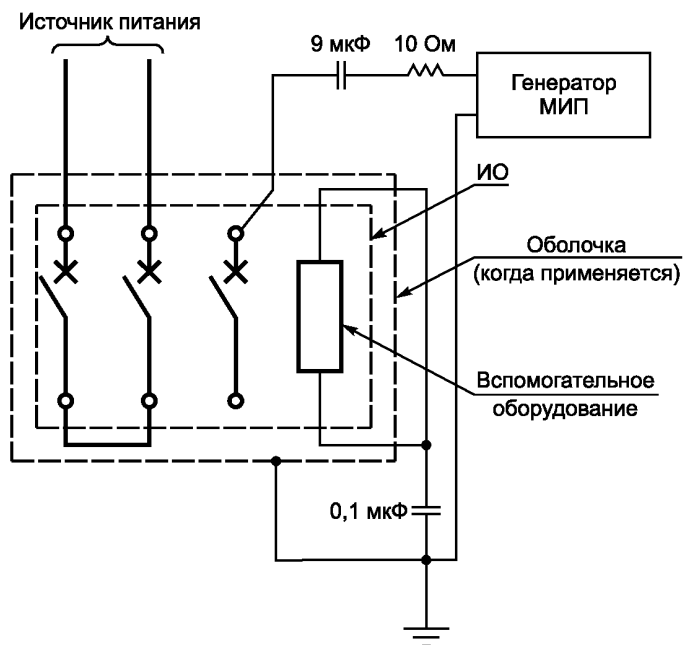 Источник питания
9 мкФ
10 Ом
Генератор
МИП
ИО
Оболочка
(когда применяется)
Вспомогательное
оборудование
0,1 мкФ